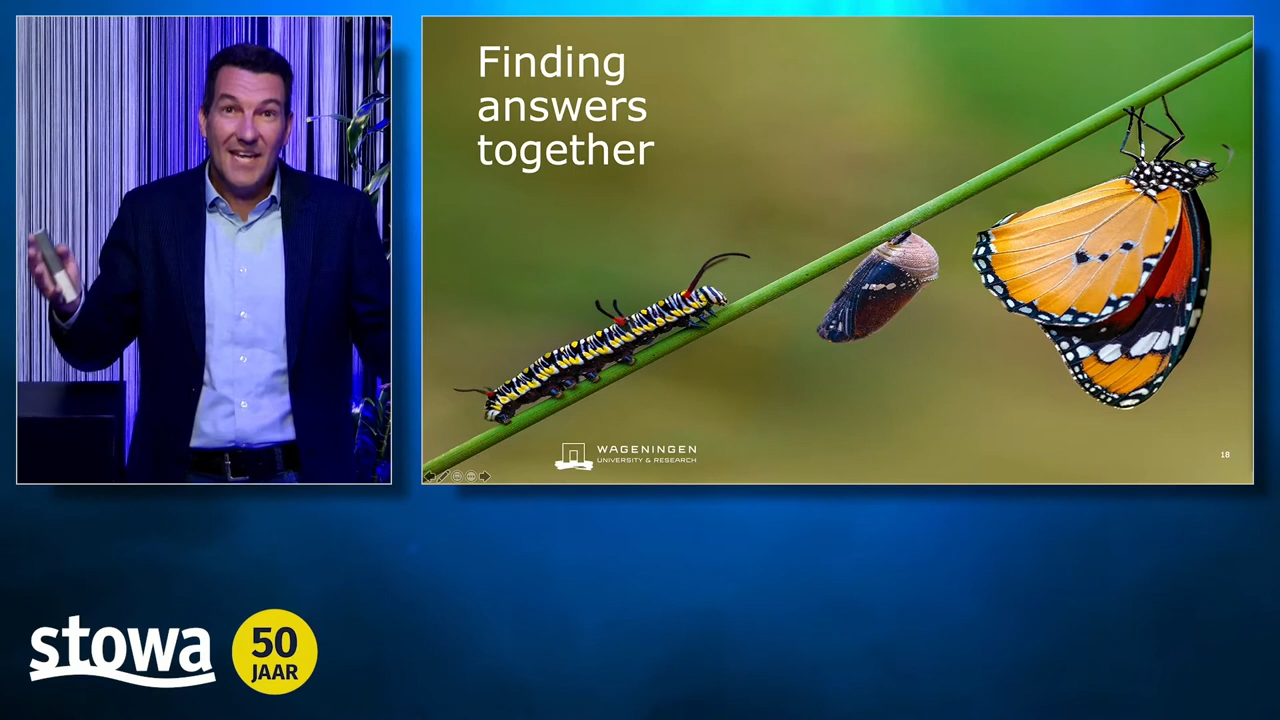 Finding
answers
together
WAGENINGEN
UNIVERSITY & RESEARCH
18
stowa
50
JAAR